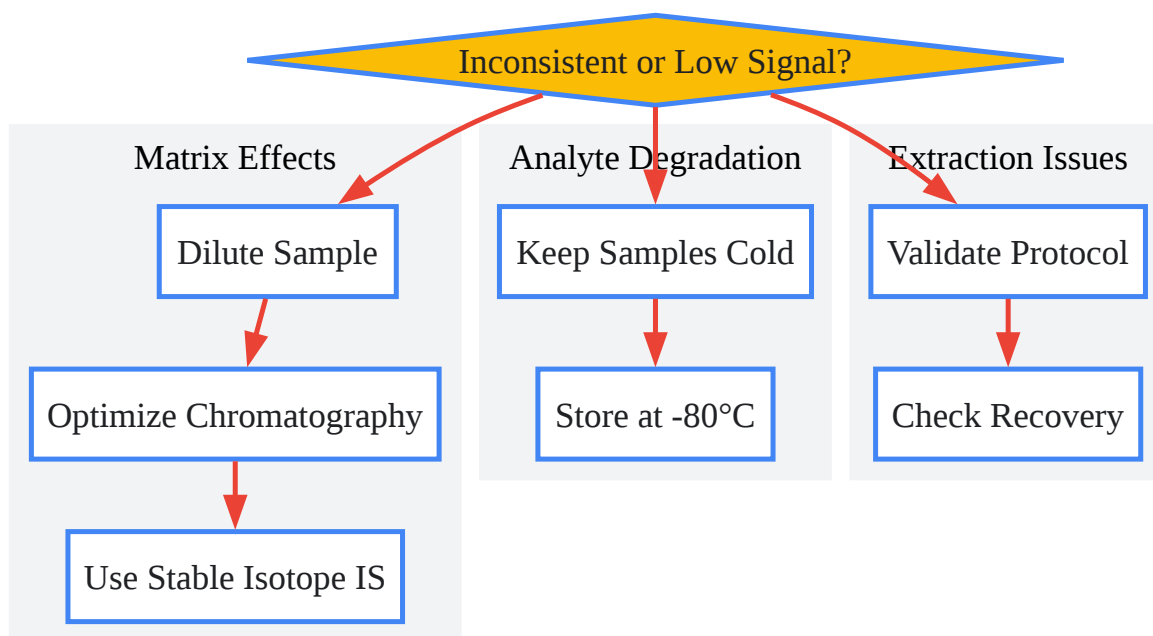 Inconsistent or Low Signal?
Matrix Effects
Analyte Degradation
Extraction Issues
Dilute Sample
Keep Samples Cold
Validate Protocol
Optimize Chromatography
Store at -80°C
Check Recovery
Use Stable Isotope IS